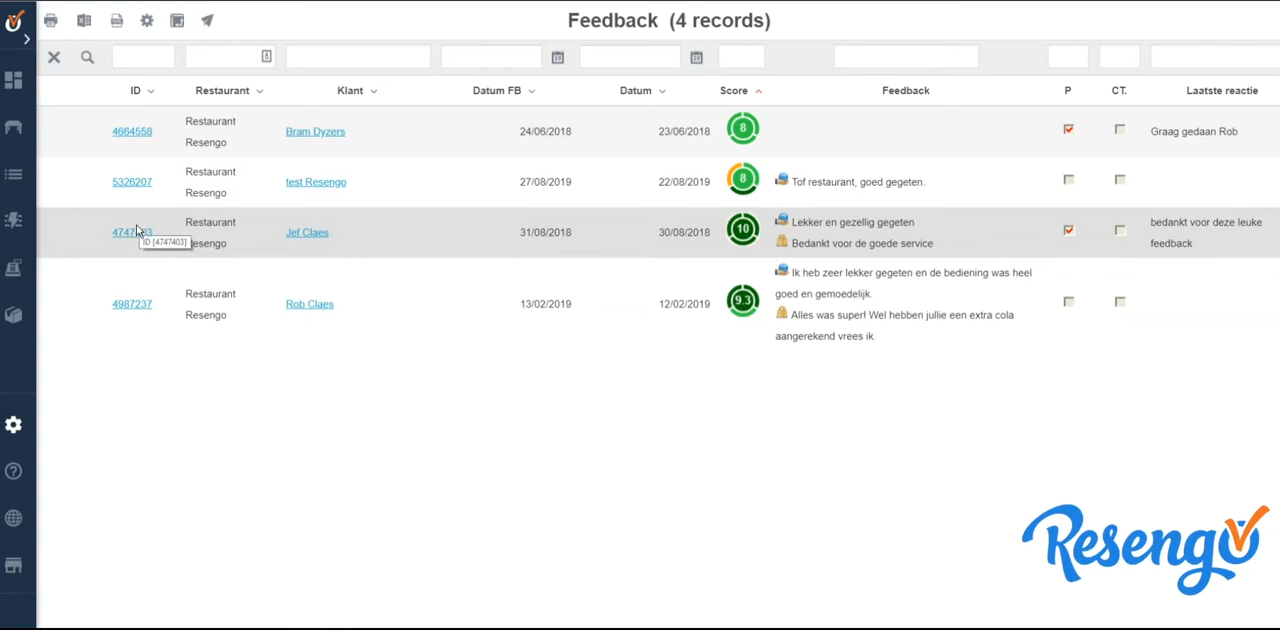 Feedback (4 records)
ID Restaurant Klant Datum FB Datum Score Feedback P CT. Laatste reactie
4664558 Restaurant Resengo Bram Dyzers 24/06/2018 23/06/2018 8 Graag gedaan Rob
5326207 Restaurant Resengo test Resengo 27/08/2019 22/08/2019 8 Tof restaurant, goed gegeten.
Restaurant Jef Claes 31/08/2018 30/08/2018 10 Lekker en gezellig gegeten bedankt voor deze leuke
ID [4747403] Bedankt voor de goede service feedback
4987237 Restaurant Resengo Rob Claes 13/02/2019 12/02/2019 9.3 Ik heb zeer lekker gegeten en de bediening was heel
goed en gemoedelijk.
Alles was super! Wel hebben jullie een extra cola
aangerekend vrees ik.
Resengo